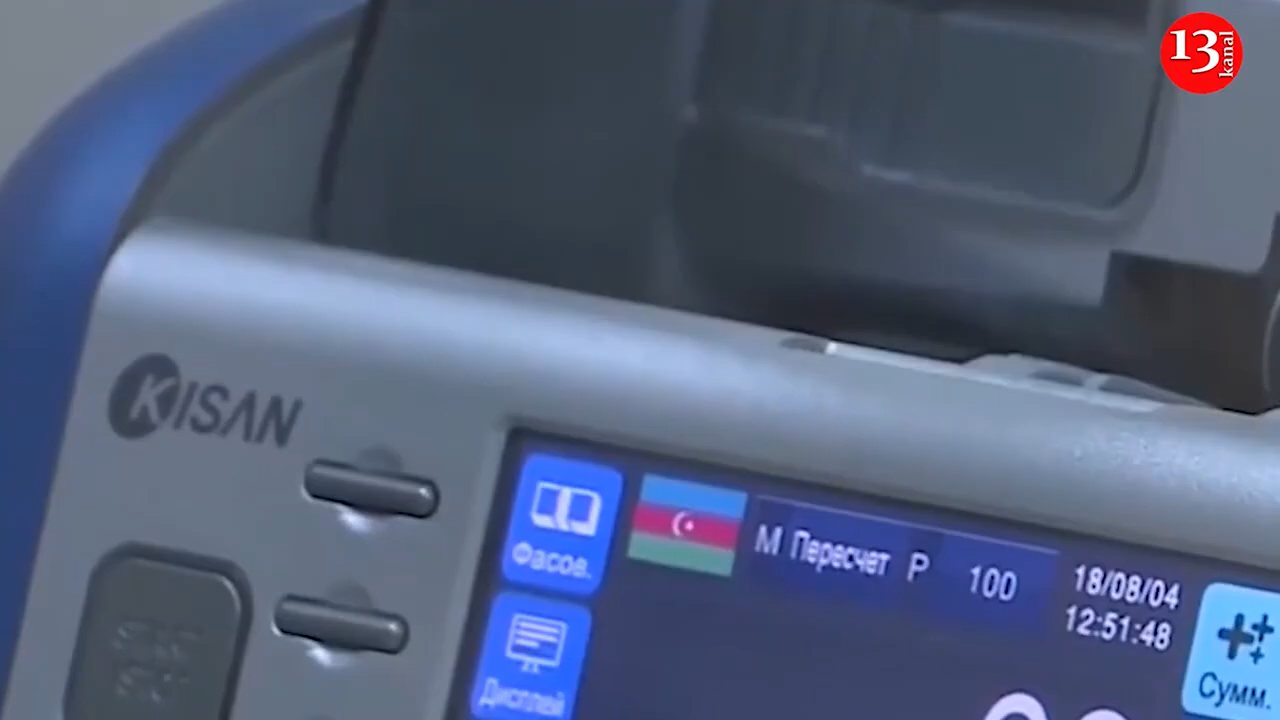 13 kanal
KISAN
Фасов.
М Пересчет Р 100
18/08/04
12:51:48
Сумм.
Дисплей